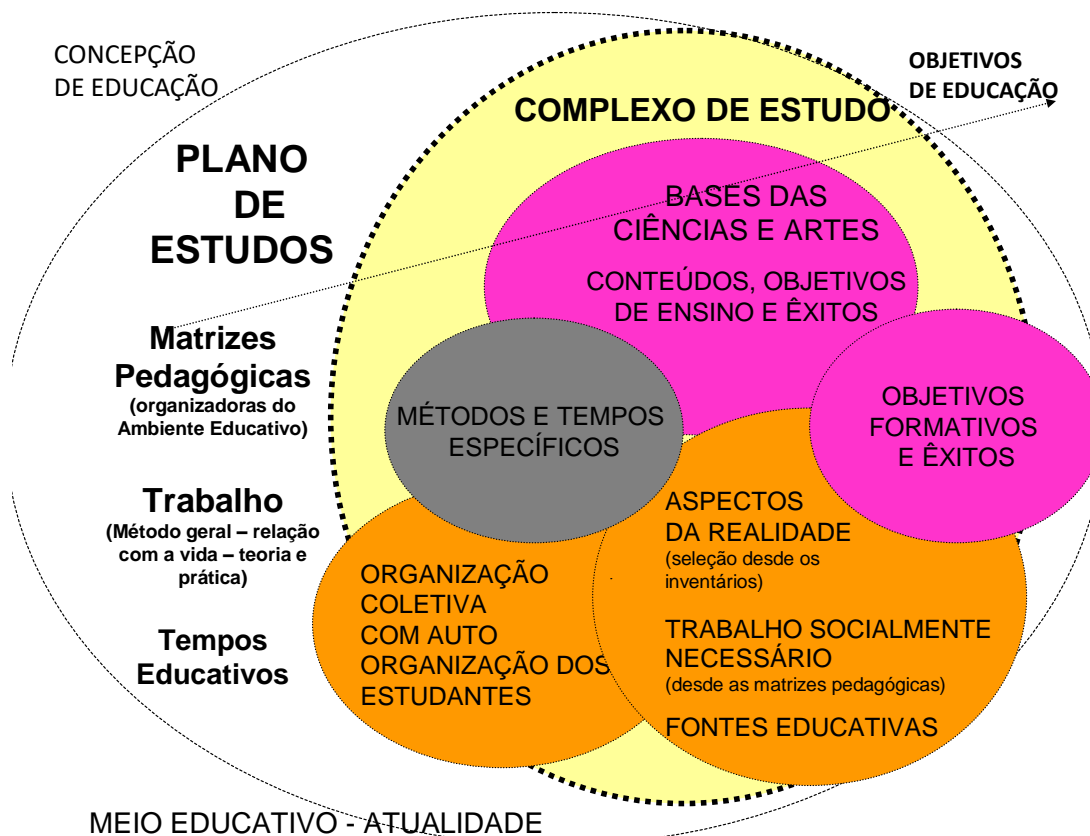 CONCEPÇÃO
DE EDUCAÇÃO
OBJETIVOS
DE EDUCAÇÃO
COMPLEXO DE ESTUDO
PLANO
DE
ESTUDOS
BASES DAS
CIÊNCIAS E ARTES
CONTEÚDOS, OBJETIVOS
DE ENSINO E ÊXITOS
Matrizes
Pedagógicas
(organizadoras do
Ambiente Educativo)
MÉTODOS E TEMPOS
ESPECÍFICOS
OBJETIVOS
FORMATIVOS
E ÊXITOS
Trabalho
(Método geral – relação
com a vida – teoria e
prática)
ASPECTOS
DA REALIDADE
(seleção desde os
inventários)
ORGANIZAÇÃO
COLETIVA
COM AUTO
ORGANIZAÇÃO DOS
ESTUDANTES
TRABALHO SOCIALMENTE
NECESSÁRIO
(desde as matrizes pedagógicas)
FONTES EDUCATIVAS
Tempos
Educativos
MEIO EDUCATIVO - ATUALIDADE